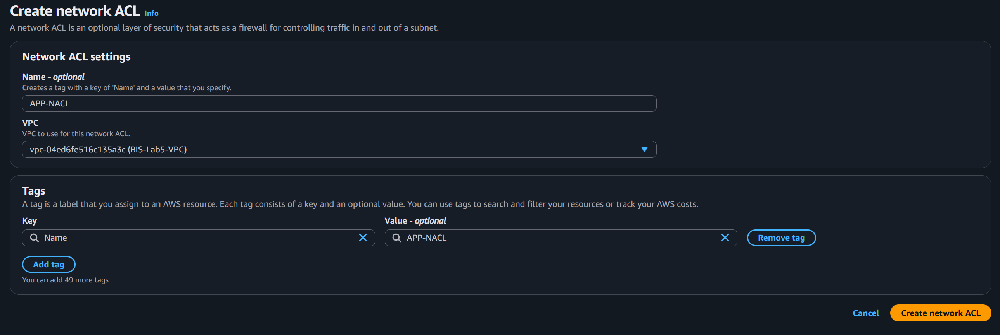 Create network ACL Info
A network ACL is an optional layer of security that acts as a firewall for controlling traffic in and out of a subnet.
Network ACL settings
Name – optional
Creates a tag with a key of 'Name' and a value that you specify.
APP-NACL
VPC
VPC to use for this network ACL.
vpc-04ed6fe516c135a3c (BIS-Lab5-VPC)
Tags
A tag is a label that you assign to an AWS resource. Each tag consists of a key and an optional value. You can use tags to search and filter your resources or track your AWS costs.
Key Value - optional
Name APP-NACL Remove tag
Add tag
You can add 49 more tags
Cancel Create network ACL